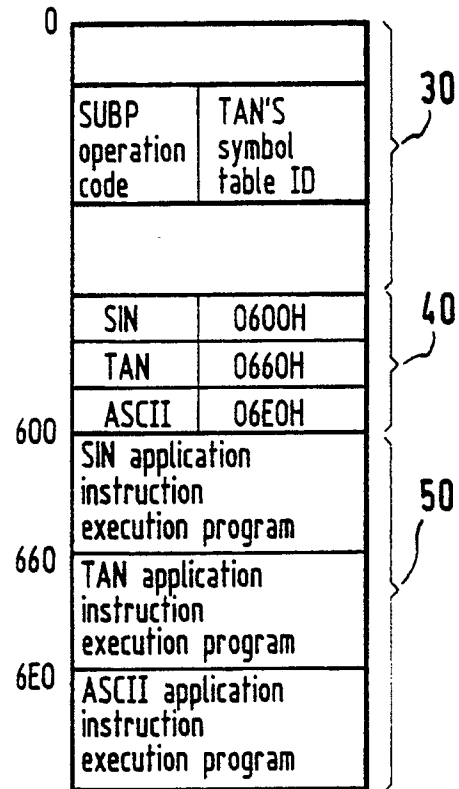 0
SUBP operation code
TAN'S symbol table ID
30
SIN 0600H
TAN 0660H
ASCII 06E0H
40
600
SIN application
instruction
execution program
50
660
TAN application
instruction
execution program
6E0
ASCII application
instruction
execution program